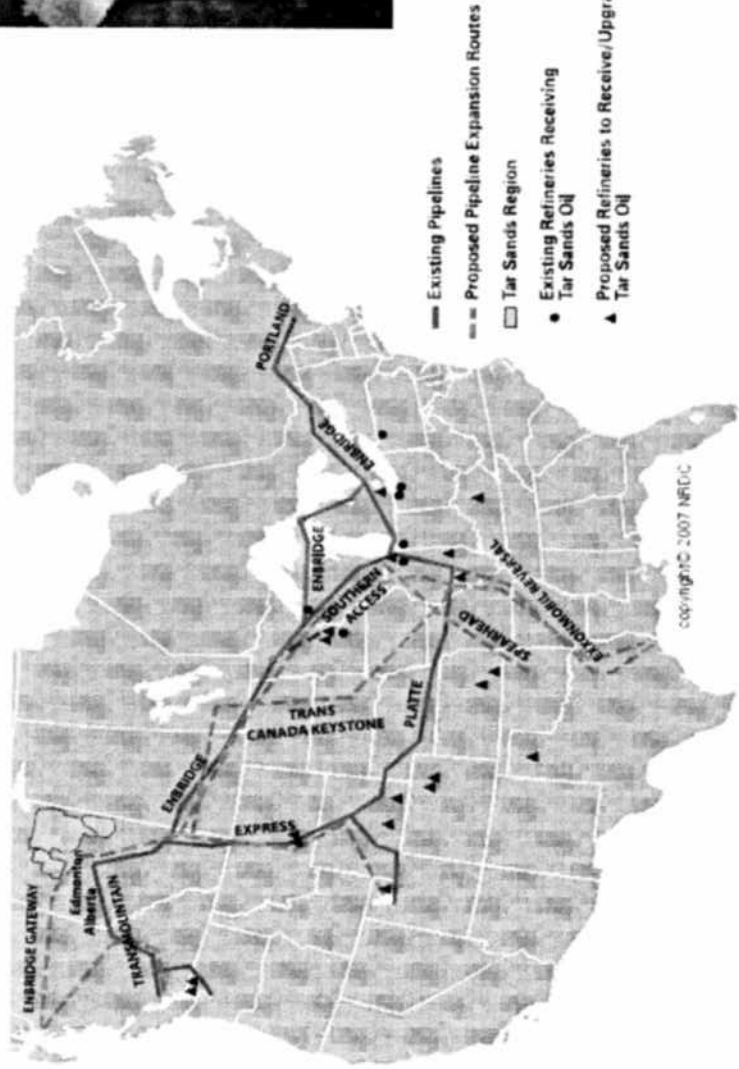 ENBRIDGE GATEWAY
Edmonton
Alberta
TRANSMOUNTAIN
ENBRIDGE
EXPRESS
TRANS
CANADA KEYSTONE
PLATTE
SOUTHERN
ACCESS
ENBRIDGE
ENBRIDGE
PORTLAND
SPEARHEAD
EXXONMOBIL REVERSAL
copyright© 2007 NRDC
Existing Pipelines
Proposed Pipeline Expansion Routes
Tar Sands Region
Existing Refineries Receiving
Tar Sands Oil
Proposed Refineries to Receive/Upgra
Tar Sands Oil